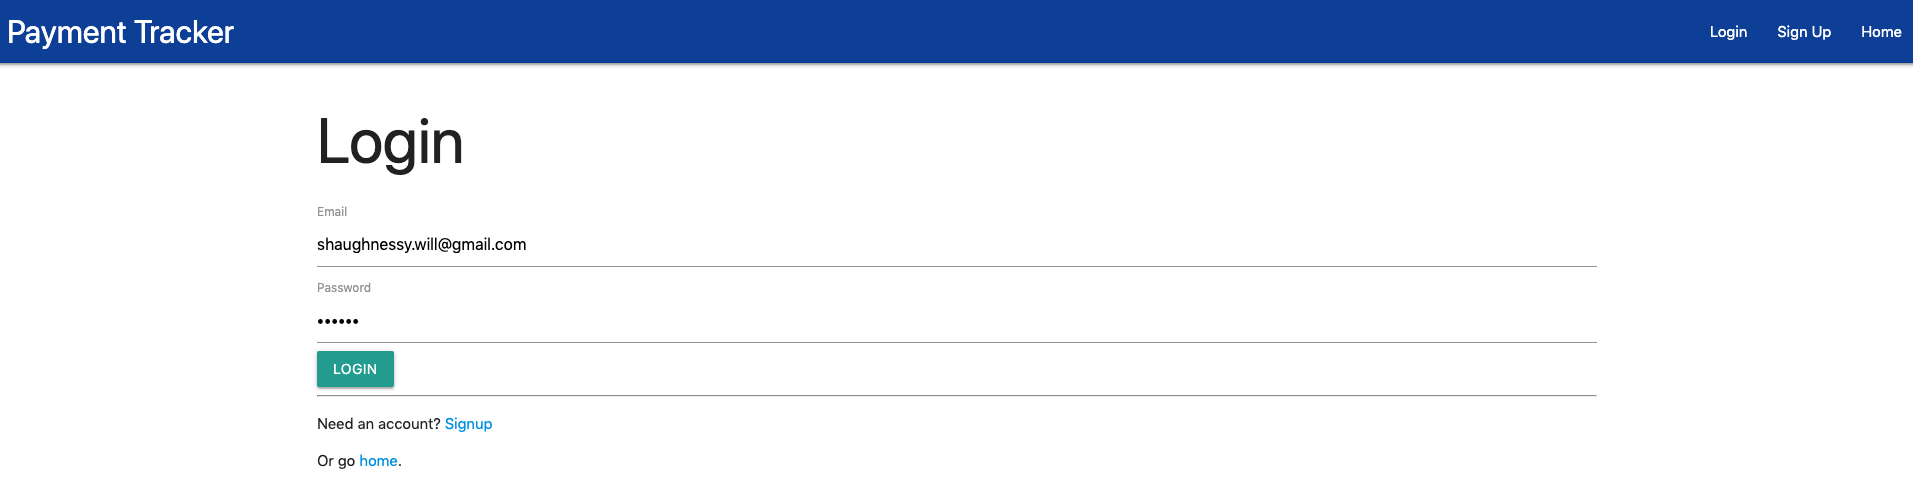 Payment Tracker
Login Sign Up Home
Login
Email
shaughnessy.will@gmail.com
Password
••••••
LOGIN
Need an account? Signup
Or go home.